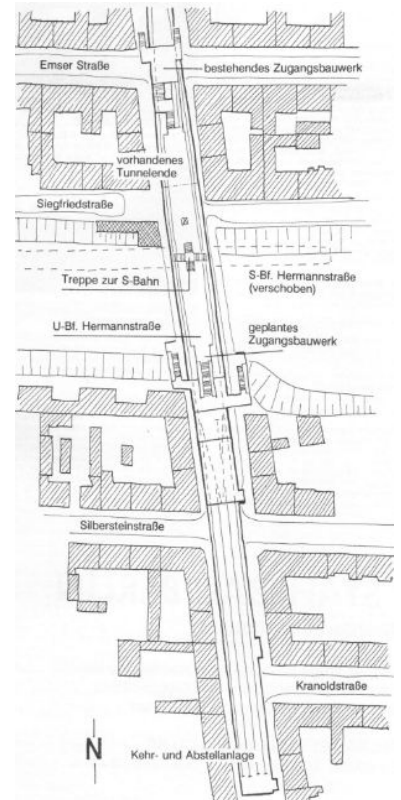 Emser Straße
bestehendes Zugangsbauwerk
vorhandenes
Tunnelende
Siegfriedstraße
Treppe zur S-Bahn
S-Bf. Hermannstraße
(verschoben)
U-Bf. Hermannstraße
geplantes
Zugangsbauwerk
Silbersteinstraße
Kranoldstraße
N
Kehr- und Abstellanlage